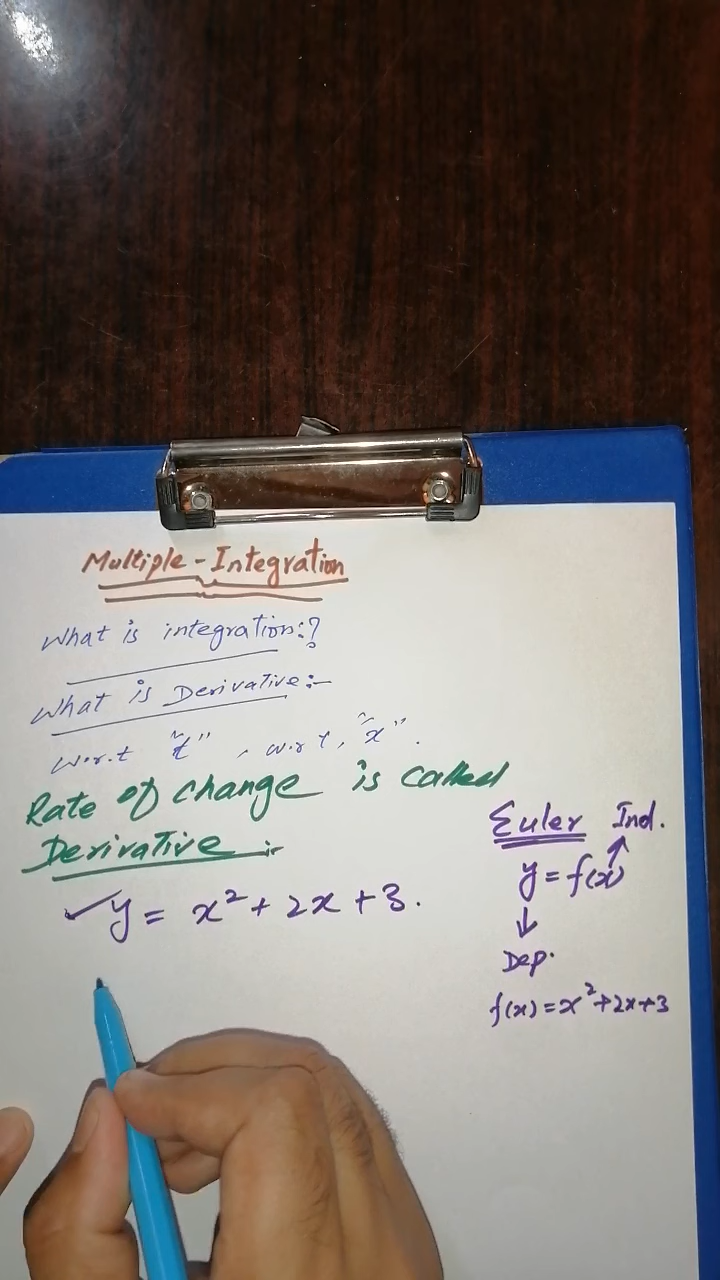 Multiple-Integration
What is integration:?
What is Derivative:-
w.r.t "t", w.r.t, "x".
Rate of change is called
Derivative:-
y = x²+2x+3.
Euler Ind.
y = f(x)
↓
Dep.
f(x)=x²+2x+3